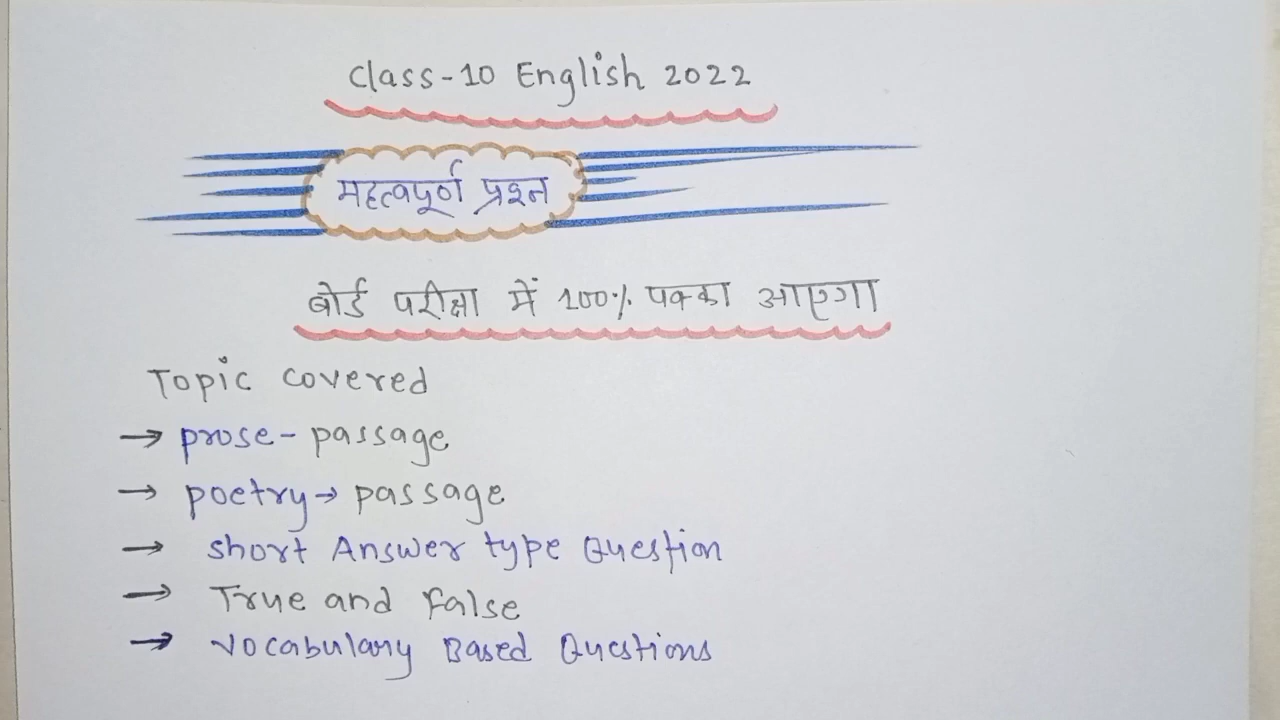 Class-10 English 2022
महत्वपूर्ण प्रश्न
बोर्ड परीक्षा में 100% पक्का आएगा
Topic covered
→ prose - passage
→ poetry → passage
→ short Answer type Question
→ True and False
→ Vocabulary Based Questions